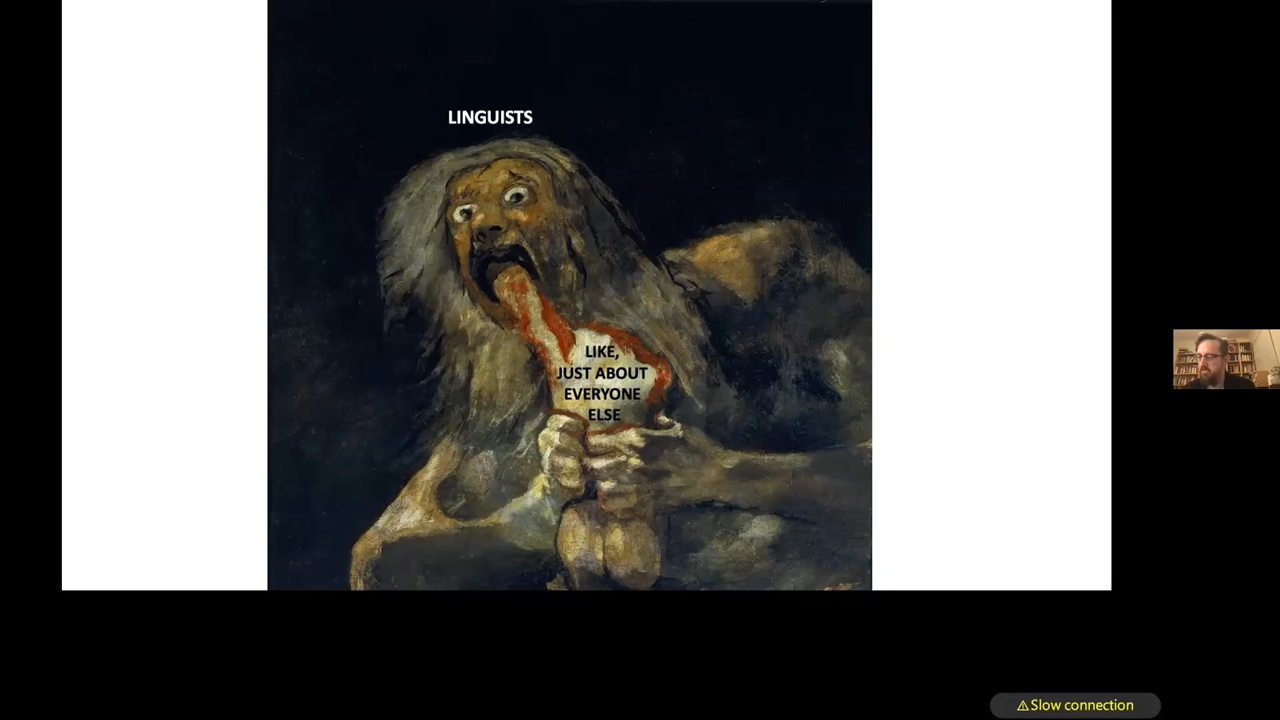 LINGUISTS
LIKE,
JUST ABOUT
EVERYONE
ELSE
⚠Slow connection